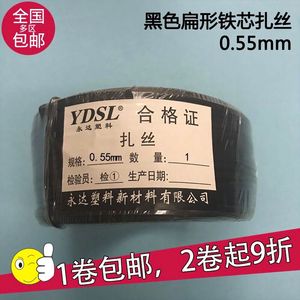 全国
多区
包邮
黑色扁形铁芯扎丝
0.55mm
YDSL®
永达塑料
合格证
扎丝
规格: 0.55mm 数量: 1
检验员: 检① 生产日期:
永达塑料新材料有限公司
1卷包邮，2卷起9折